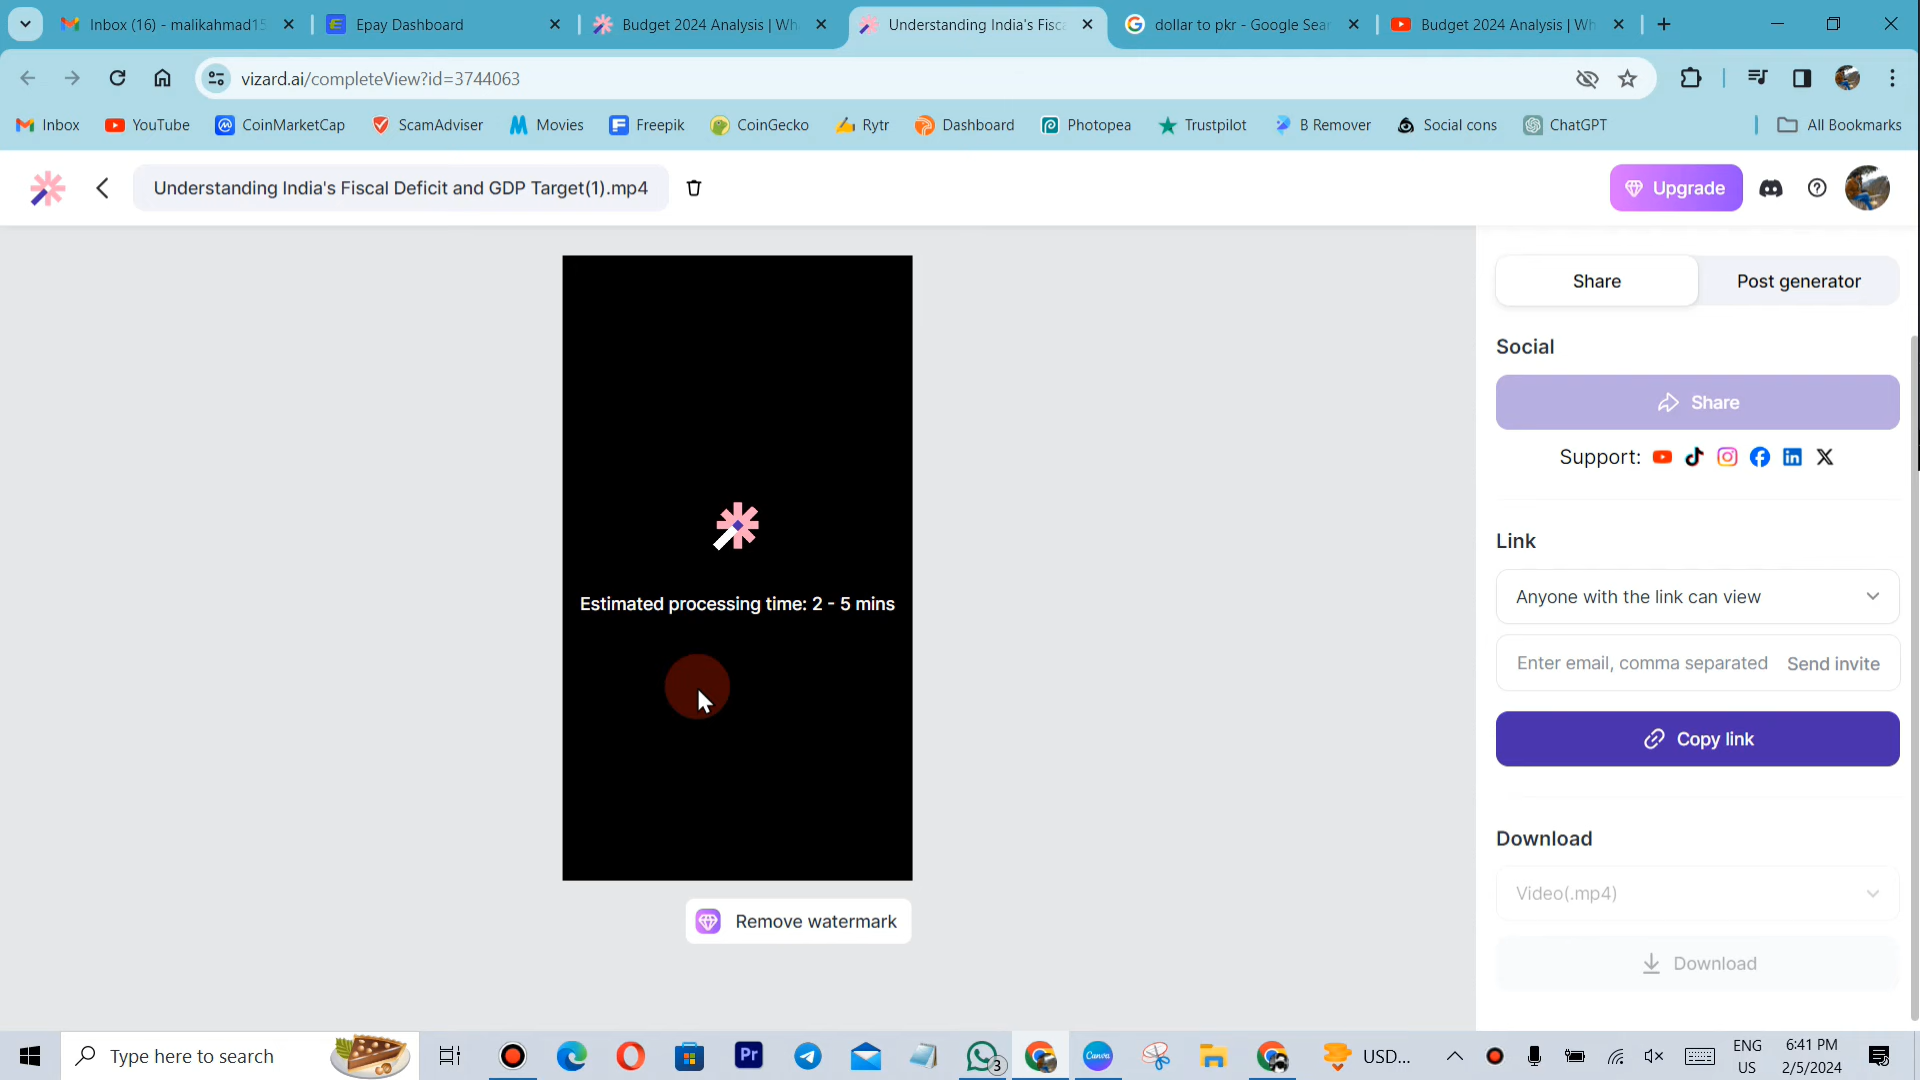 Inbox (16) - malikahmad15
Epay Dashboard
Budget 2024 Analysis | Wh
Understanding India's Fisc
dollar to pkr - Google Sear
Budget 2024 Analysis | Wh
vizard.ai/completeView?id=3744063
Inbox
YouTube
CoinMarketCap
ScamAdviser
Movies
Freepik
CoinGecko
Rytr
Dashboard
Photopea
Trustpilot
B Remover
Social cons
ChatGPT
All Bookmarks
Understanding India's Fiscal Deficit and GDP Target(1).mp4
Upgrade
Share
Post generator
Social
Share
Support:
Estimated processing time: 2 - 5 mins
Link
Anyone with the link can view
Enter email, comma separated
Send invite
Copy link
Download
Video(.mp4)
Remove watermark
Download
Type here to search
Pr
3
Canva
USD...
ENG
US
6:41 PM
2/5/2024